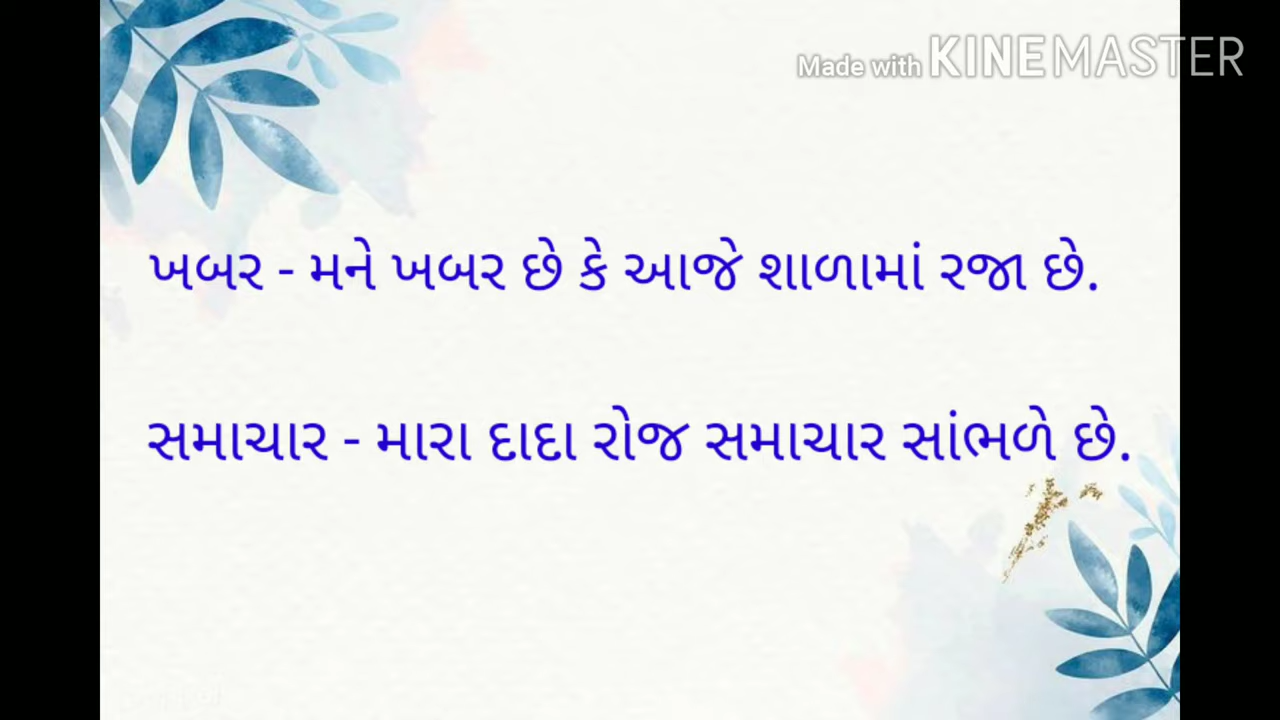 Made with KINEMASTER
ખબર - મને ખબર છે કે આજે શાળામાં રજા છે.
સમાચાર - મારા દાદા રોજ સમાચાર સાંભળે છે.